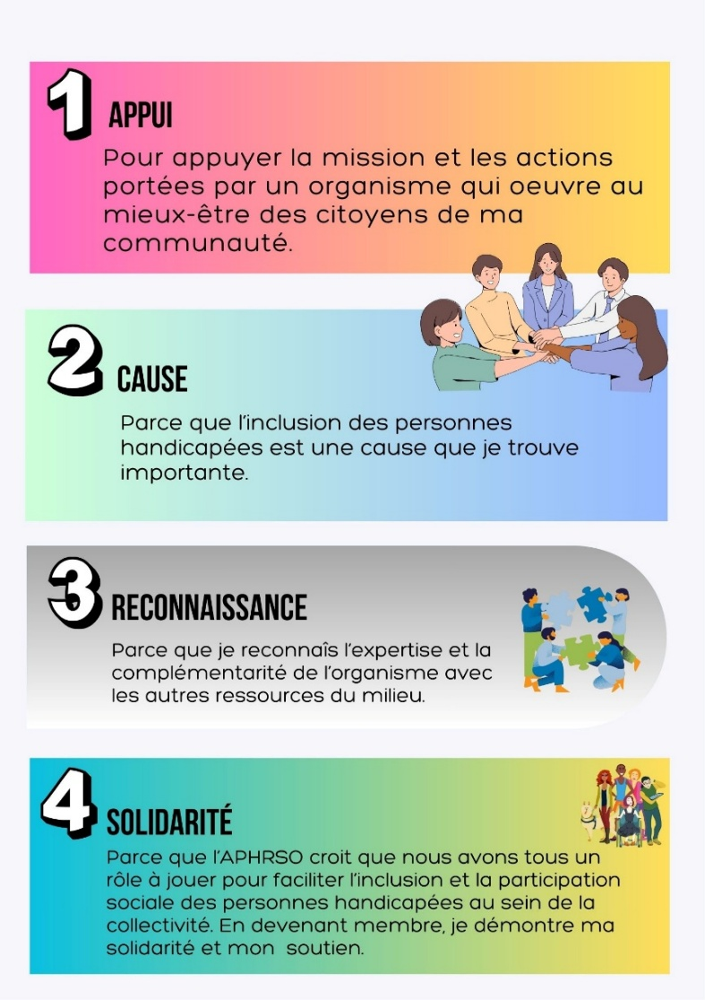 1
APPUI
Pour appuyer la mission et les actions
portées par un organisme qui oeuvre au
mieux-être des citoyens de ma
communauté.
2
CAUSE
Parce que l'inclusion des personnes
handicapées est une cause que je trouve
importante.
3
RECONNAISSANCE
Parce que je reconnaîs l'expertise et la
complémentarité de l'organisme avec
les autres ressources du milieu.
4
SOLIDARITÉ
Parce que l'APHRSO croit que nous avons tous un
rôle à jouer pour faciliter l'inclusion et la participation
sociale des personnes handicapées au sein de la
collectivité. En devenant membre, je démontre ma
solidarité et mon  soutien.